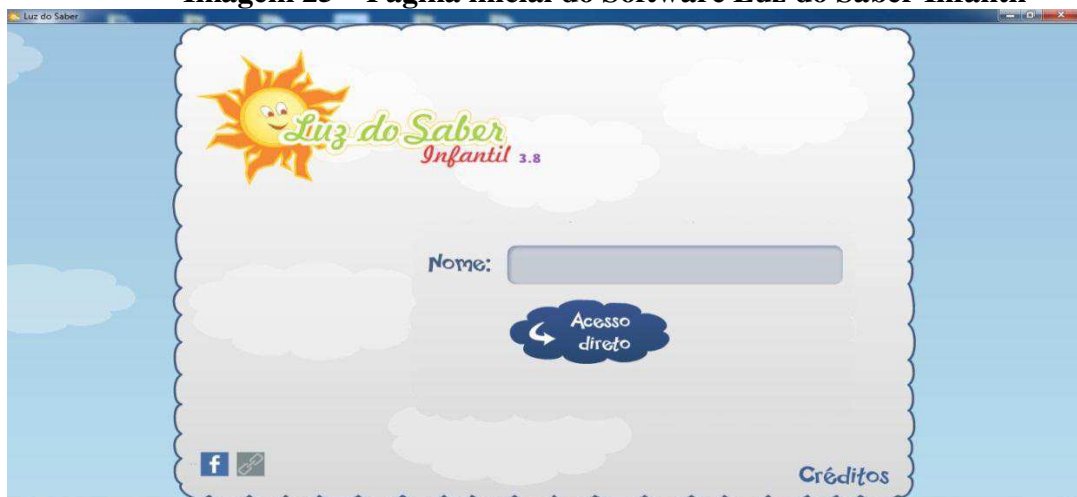 Imagem 25 – Página inicial do Software Luz do Saber Infantil
Luz do Saber
Luz do Saber
Infantil 3.8
Nome:
Acesso
direto
f
Créditos